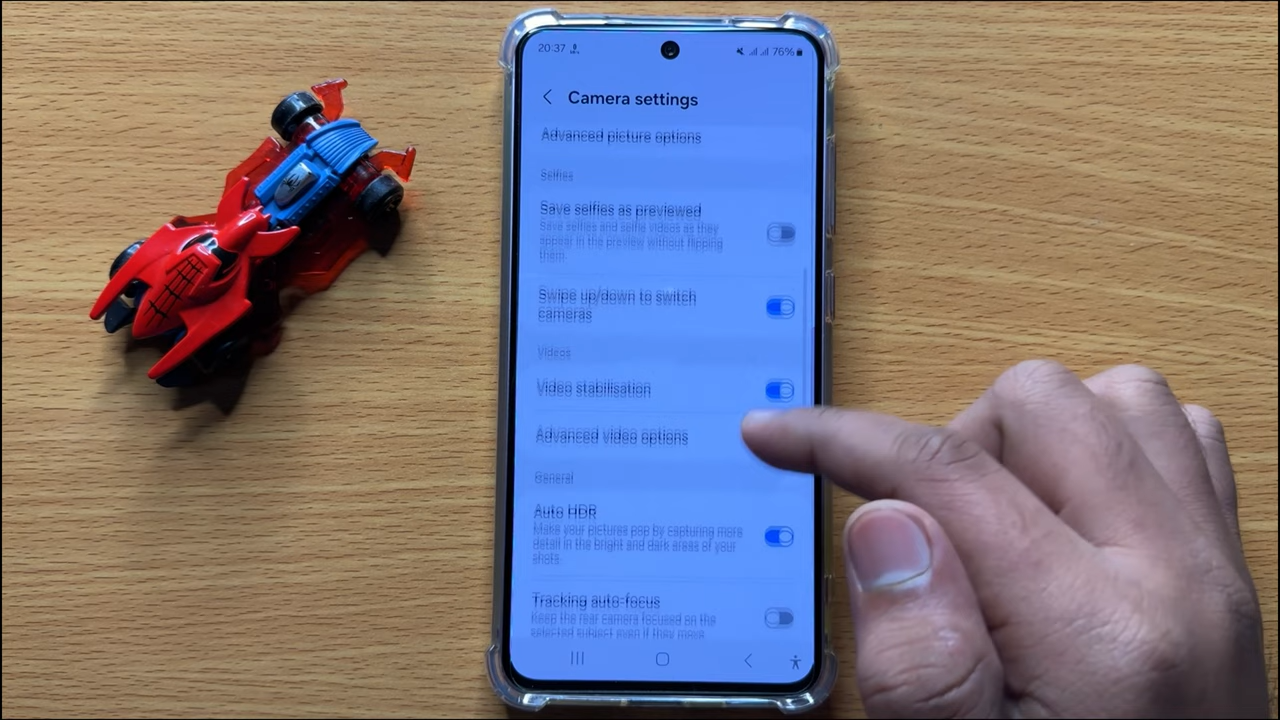 20:37
76%
Camera settings
Advanced picture options
Selfies
Save selfies as previewed
Save selfies and selfie videos as they
appear in the preview without flipping
them.
Swipe up/down to switch
cameras
Videos
Video stabilisation
Advanced video options
General
Auto HDR
Make your pictures pop by capturing more
detail in the bright and dark areas of your
shots.
Tracking auto-focus
Keep the rear camera focused on the
selected subject even if they move.